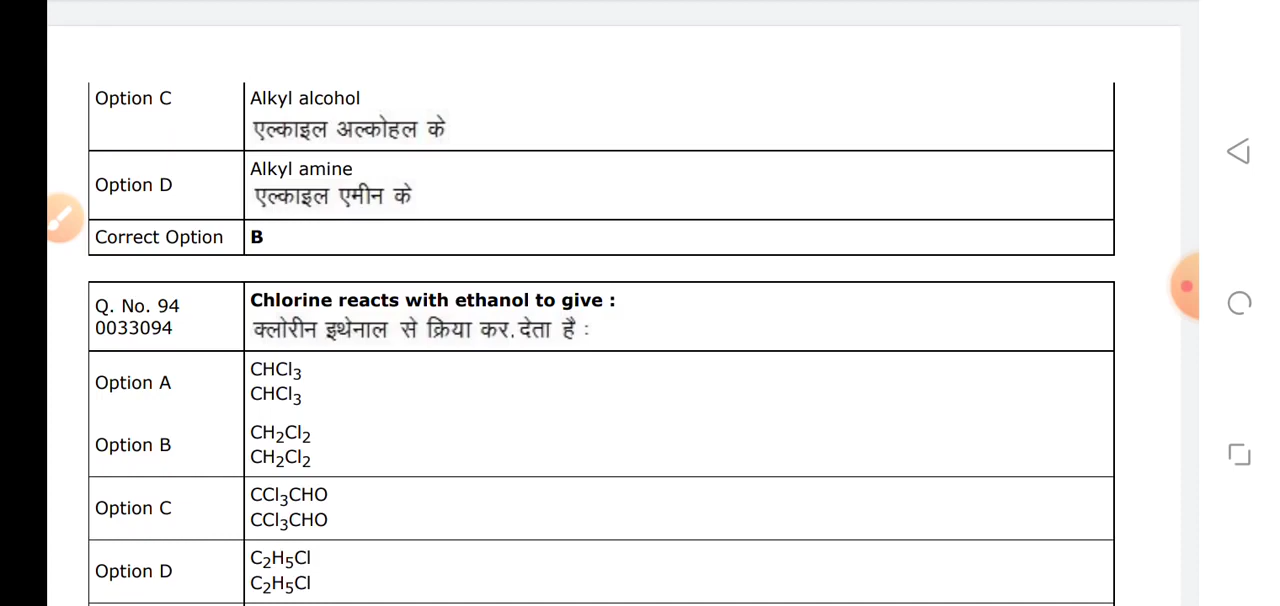 Option C
Alkyl alcohol
एल्काइल अल्कोहल के
Option D
Alkyl amine
एल्काइल एमीन के
Correct Option
B
Q. No. 94
0033094
Chlorine reacts with ethanol to give :
क्लोरीन इथेनाल से क्रिया कर.देता है :
Option A
CHCl₃
CHCl₃
Option B
CH₂Cl₂
CH₂Cl₂
Option C
CCl₃CHO
CCl₃CHO
Option D
C₂H₅Cl
C₂H₅Cl